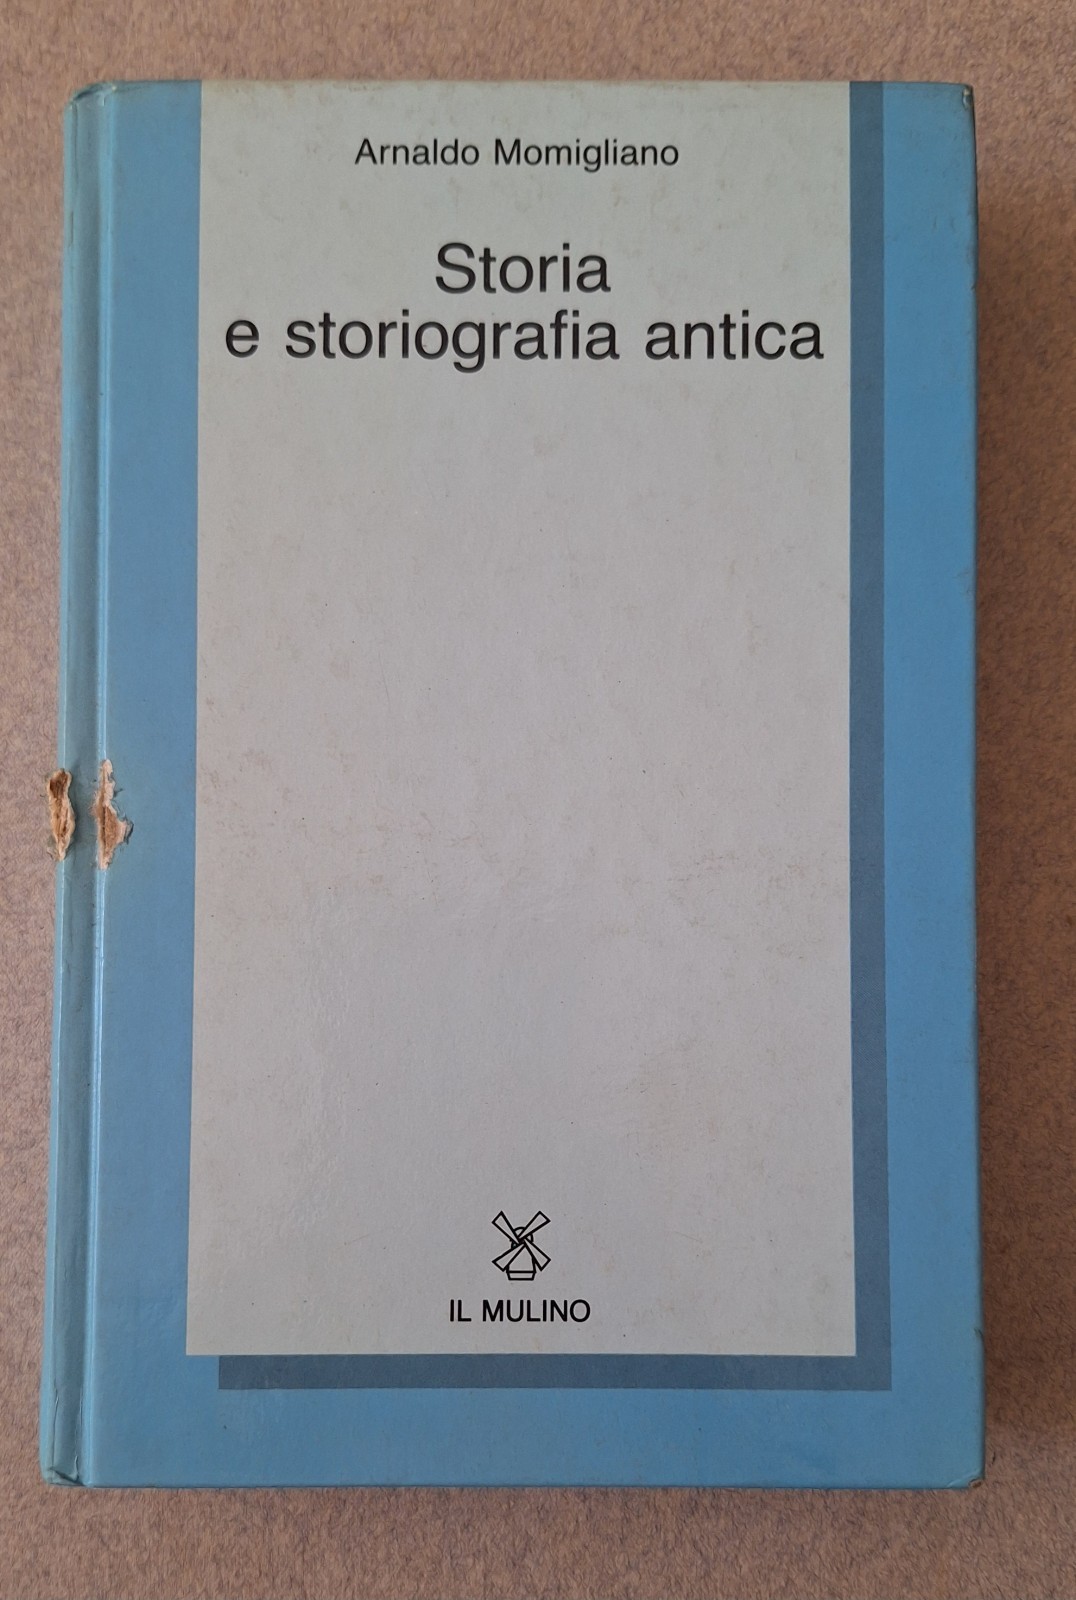 Arnaldo Momigliano
Storia
e storiografia antica
IL MULINO